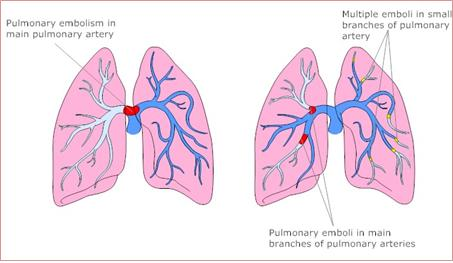 Pulmonary embolism in
main pulmonary artery
Multiple emboli in small
branches of pulmonary
artery
Pulmonary emboli in main
branches of pulmonary arteries